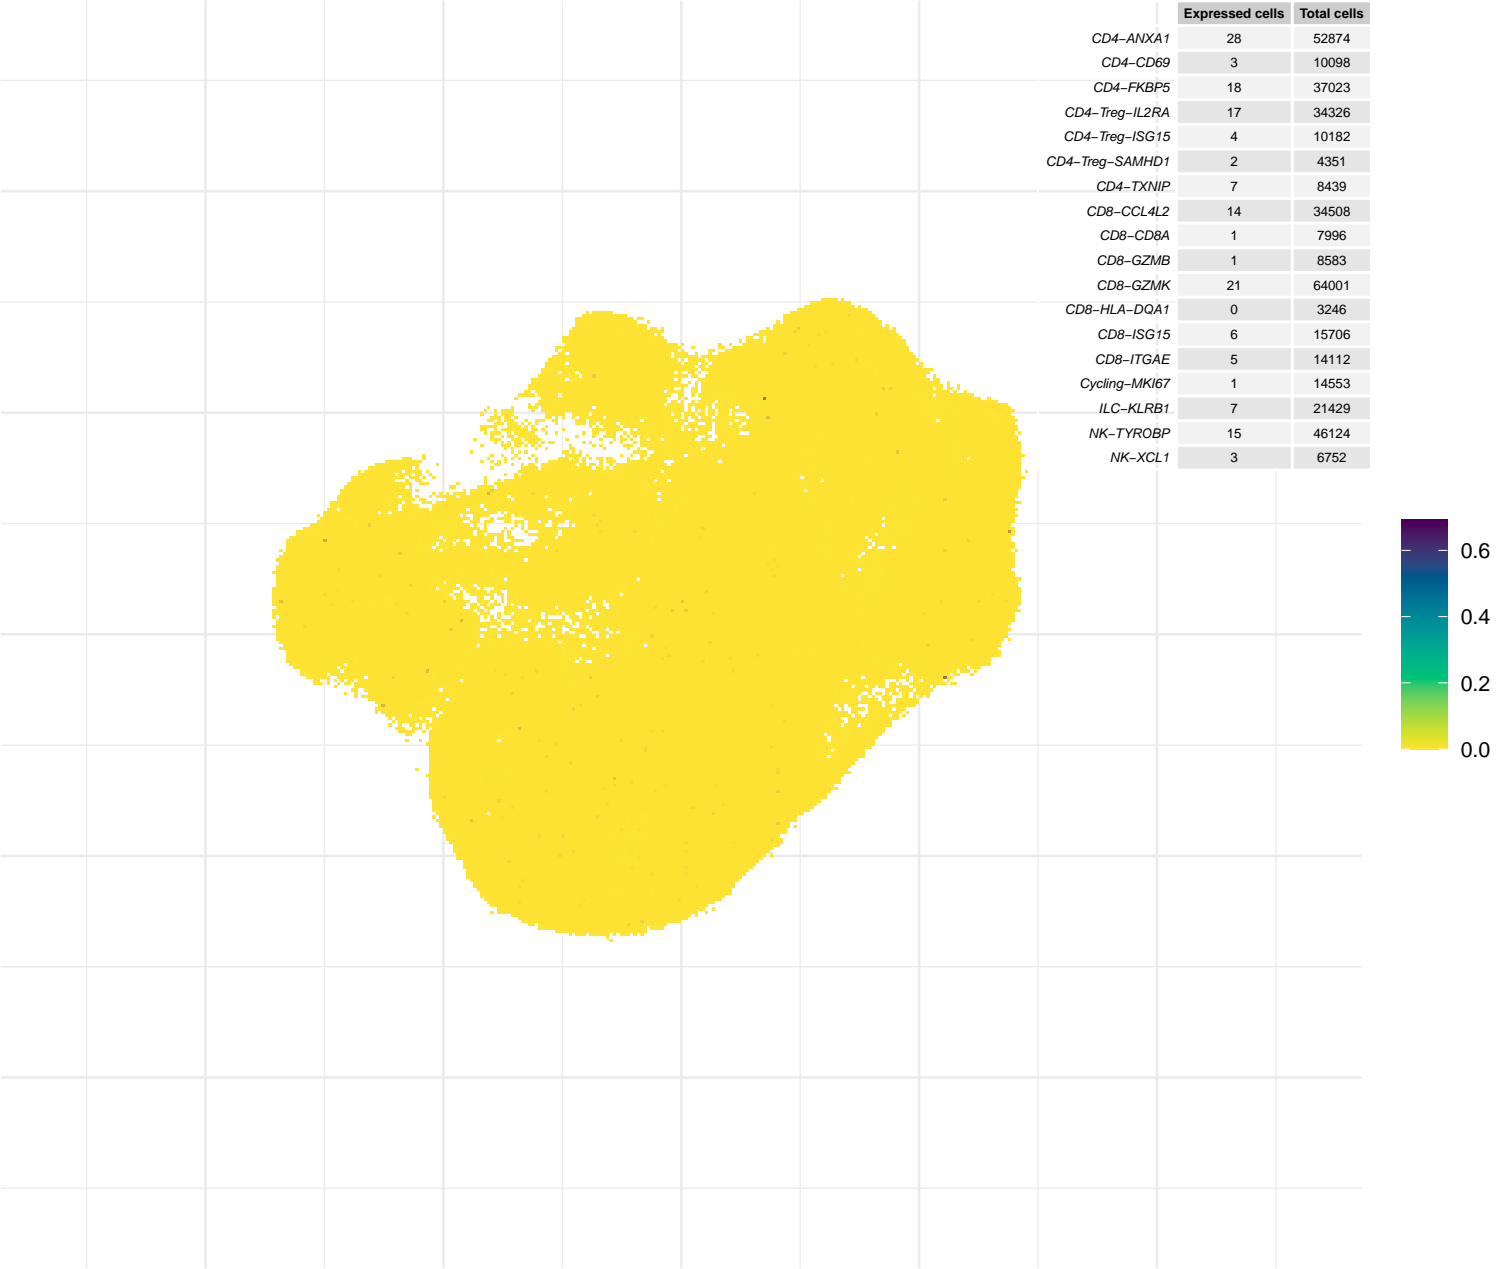 Expressed cells Total cells
CD4−ANXA1 28 52874
CD4−CD69 3 10098
CD4−FKBP5 18 37023
CD4−Treg−IL2RA 17 34326
CD4−Treg−ISG15 4 10182
CD4−Treg−SAMHD1 2 4351
CD4−TXNIP 7 8439
CD8−CCL4L2 14 34508
CD8−CD8A 1 7996
CD8−GZMB 1 8583
CD8−GZMK 21 64001
CD8−HLA−DQA1 0 3246
CD8−ISG15 6 15706
CD8−ITGAE 5 14112
Cycling−MKI67 1 14553
ILC−KLRB1 7 21429
NK−TYROBP 15 46124
NK−XCL1 3 6752
0.6
0.4
0.2
0.0